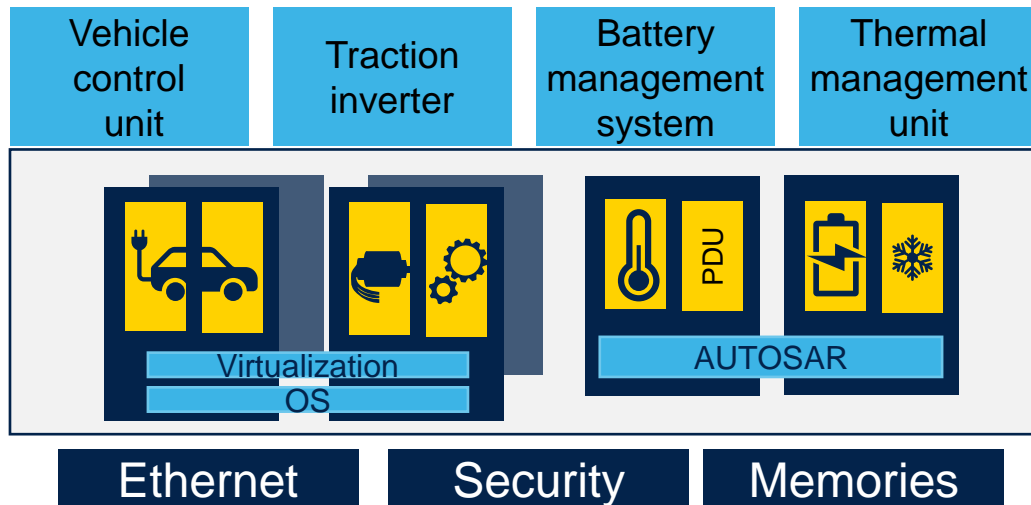 Vehicle
control
unit
Traction
inverter
Battery
management
system
Thermal
management
unit
PDU
Virtualization
OS
AUTOSAR
Ethernet
Security
Memories